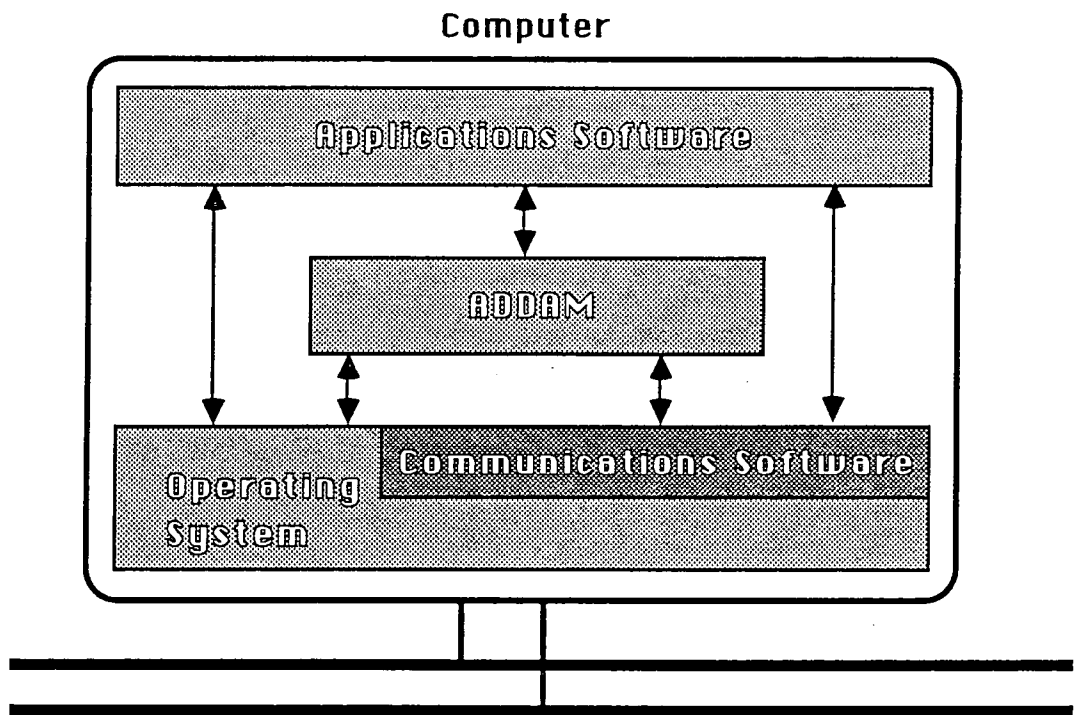 Computer
Applications Software
ADDAM
Communications Software
Operating
System